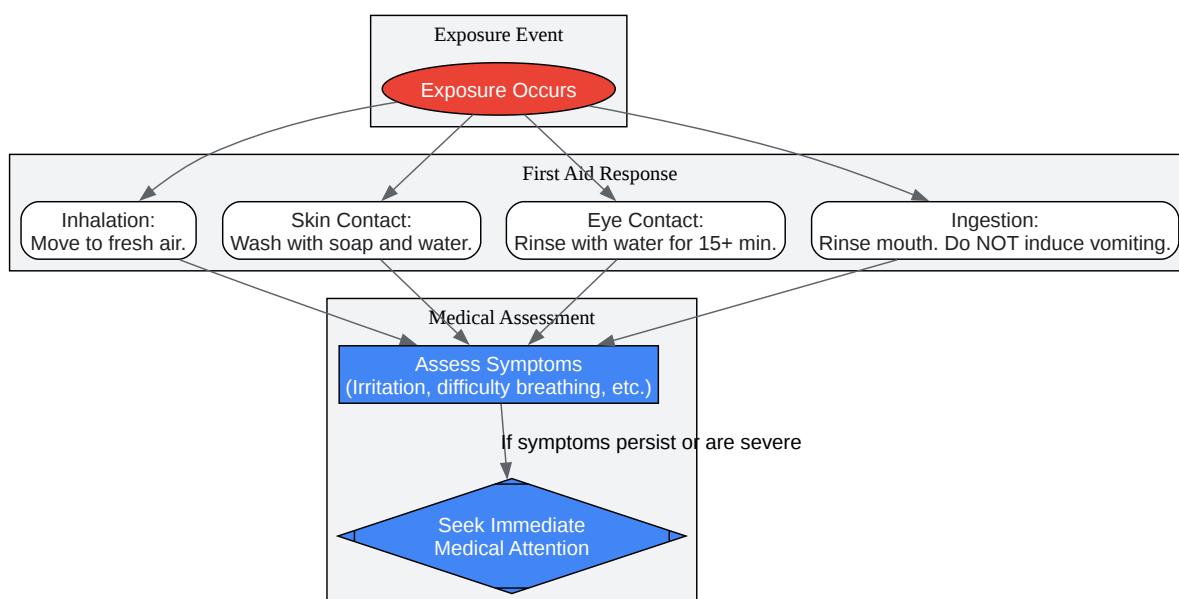 Exposure Event
Exposure Occurs
First Aid Response
Inhalation:
Move to fresh air.
Skin Contact:
Wash with soap and water.
Eye Contact:
Rinse with water for 15+ min.
Ingestion:
Rinse mouth. Do NOT induce vomiting.
Medical Assessment
Assess Symptoms
(Irritation, difficulty breathing, etc.)
If symptoms persist or are severe
Seek Immediate
Medical Attention